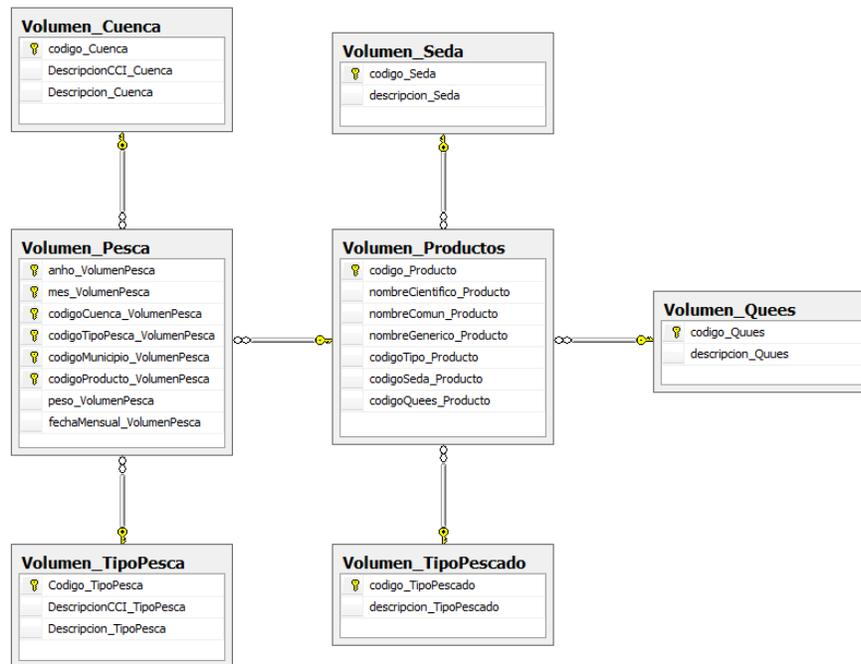 Volumen_Cuenca
codigo_Cuenca
DescripcionCCI_Cuenca
Descripcion_Cuenca
Volumen_Seda
codigo_Seda
descripcion_Seda
Volumen_Pesca
anho_VolumenPesca
mes_VolumenPesca
codigoCuenca_VolumenPesca
codigoTipoPesca_VolumenPesca
codigoMunicipio_VolumenPesca
codigoProducto_VolumenPesca
peso_VolumenPesca
fechaMensual_VolumenPesca
Volumen_Productos
codigo_Producto
nombreCientifico_Producto
nombreComun_Producto
nombreGenerico_Producto
codigoTipo_Producto
codigoSeda_Producto
codigoQuees_Producto
Volumen_Quees
codigo_Quues
descripcion_Quues
Volumen_TipoPesca
Codigo_TipoPesca
DescripcionCCI_TipoPesca
Descripcion_TipoPesca
Volumen_TipoPescado
codigo_TipoPescado
descripcion_TipoPescado